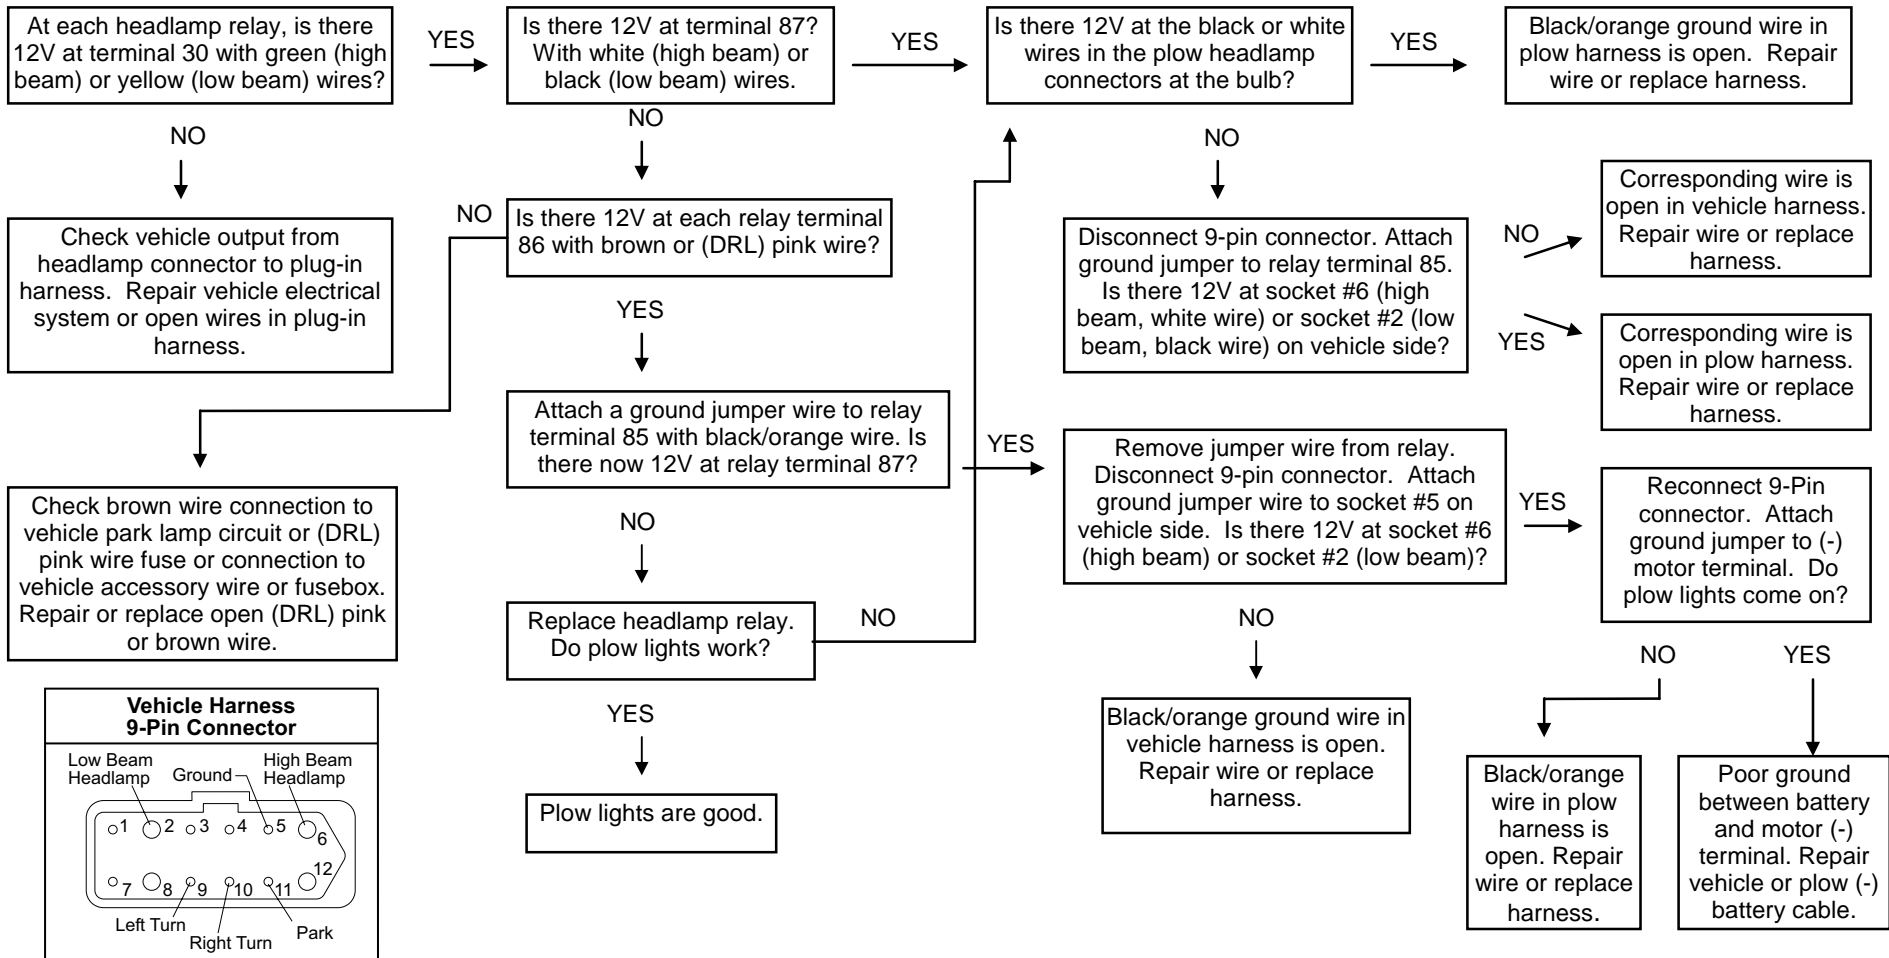 At each headlamp relay, is there
12V at terminal 30 with green (high
beam) or yellow (low beam) wires?
YES
Is there 12V at terminal 87?
With white (high beam) or
black (low beam) wires.
YES
Is there 12V at the black or white
wires in the plow headlamp
connectors at the bulb?
YES
Black/orange ground wire in
plow harness is open. Repair
wire or replace harness.
NO
NO
NO
Check vehicle output from
headlamp connector to plug-in
harness. Repair vehicle electrical
system or open wires in plug-in
harness.
NO
Is there 12V at each relay terminal
86 with brown or (DRL) pink wire?
YES
Disconnect 9-pin connector. Attach
ground jumper to relay terminal 85.
Is there 12V at socket #6 (high
beam, white wire) or socket #2 (low
beam, black wire) on vehicle side?
NO
Corresponding wire is
open in vehicle harness.
Repair wire or replace
harness.
YES
Corresponding wire is
open in plow harness.
Repair wire or replace
harness.
Attach a ground jumper wire to relay
terminal 85 with black/orange wire. Is
there now 12V at relay terminal 87?
YES
Remove jumper wire from relay.
Disconnect 9-pin connector. Attach
ground jumper wire to socket #5 on
vehicle side. Is there 12V at socket #6
(high beam) or socket #2 (low beam)?
YES
Reconnect 9-Pin
connector. Attach
ground jumper to (-)
motor terminal. Do
plow lights come on?
Check brown wire connection to
vehicle park lamp circuit or (DRL)
pink wire fuse or connection to
vehicle accessory wire or fusebox.
Repair or replace open (DRL) pink
or brown wire.
NO
Replace headlamp relay.
Do plow lights work?
NO
NO
NO
YES
YES
Plow lights are good.
Black/orange ground wire in
vehicle harness is open.
Repair wire or replace
harness.
Black/orange
wire in plow
harness is
open. Repair
wire or replace
harness.
Poor ground
between battery
and motor (-)
terminal. Repair
vehicle or plow (-)
battery cable.
Vehicle Harness
9-Pin Connector
Low Beam
Headlamp
Ground
High Beam
Headlamp
1 2 3 4 5 6
7 8 9 10 11 12
Left Turn
Right Turn
Park